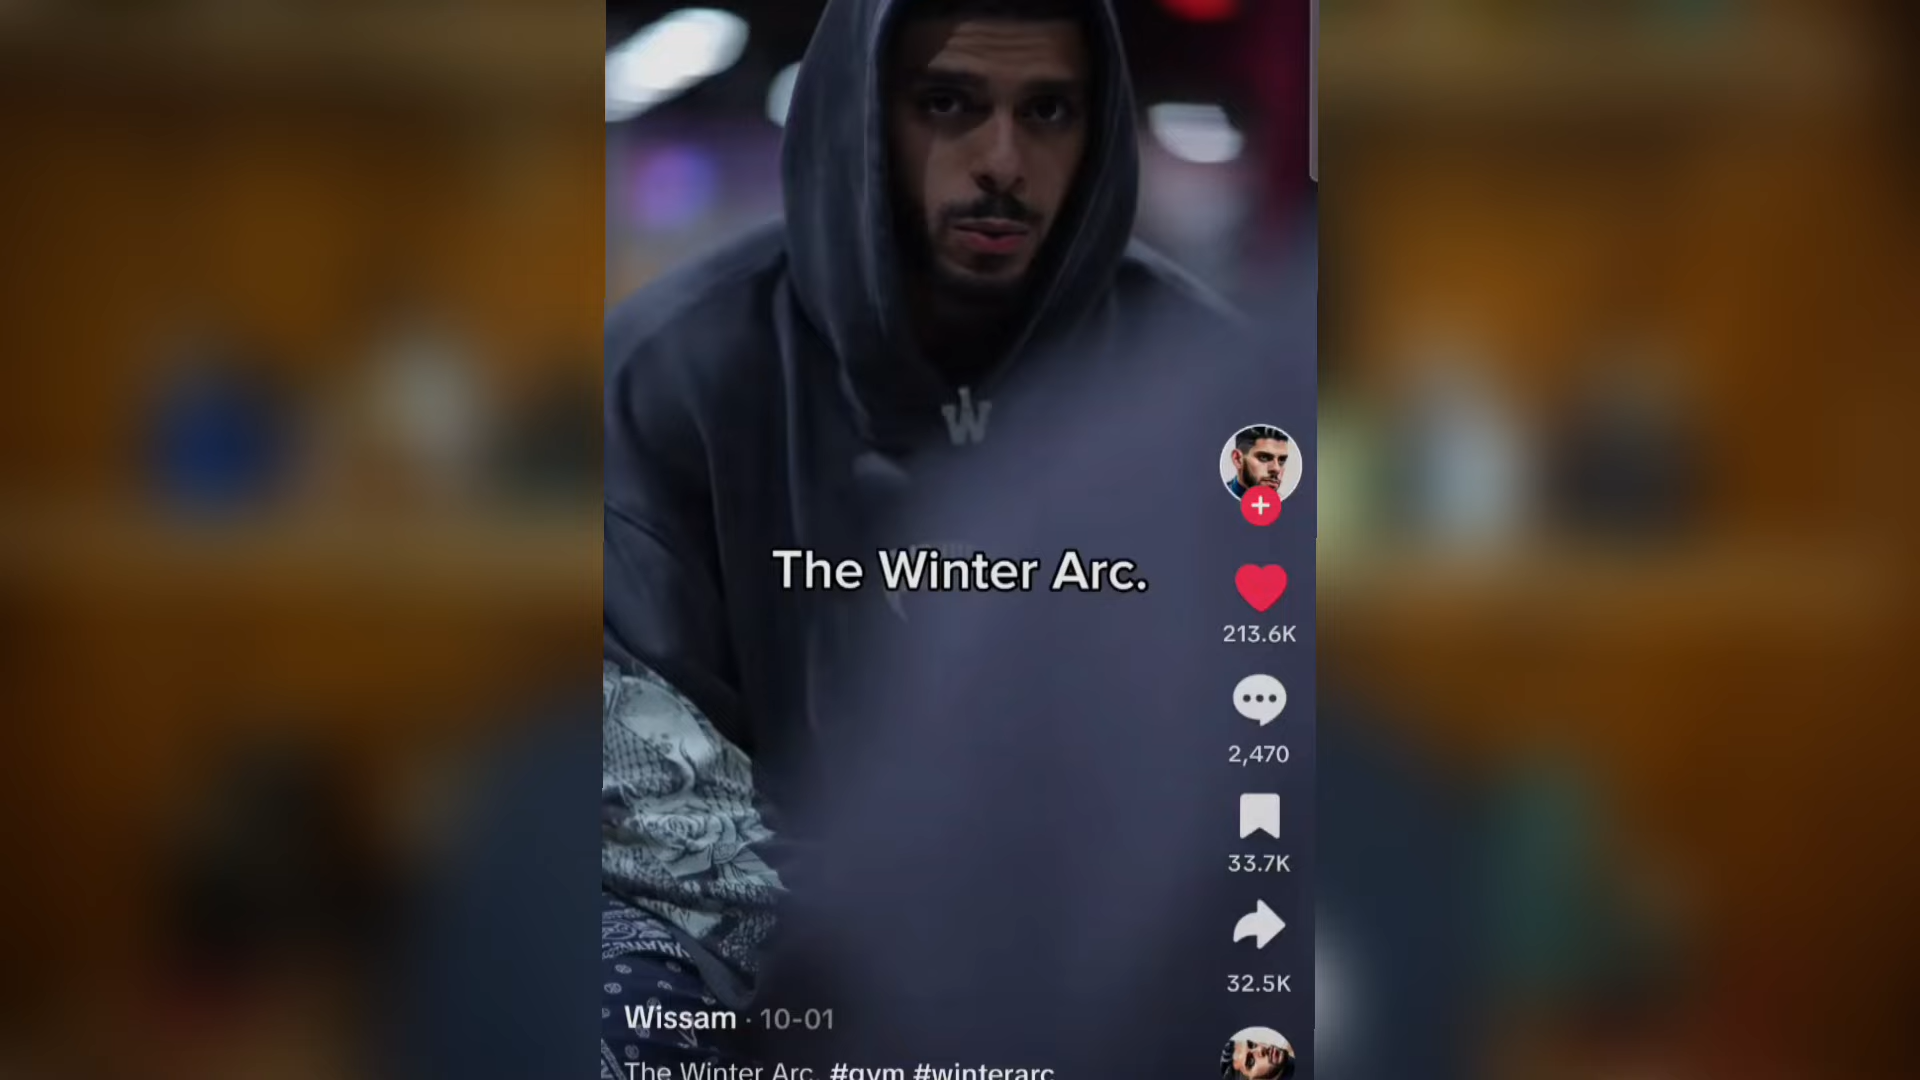 W
The Winter Arc.
213.6K
2,470
33.7K
32.5K
Wissam · 10-01
The Winter Arc. #gym #winterarc